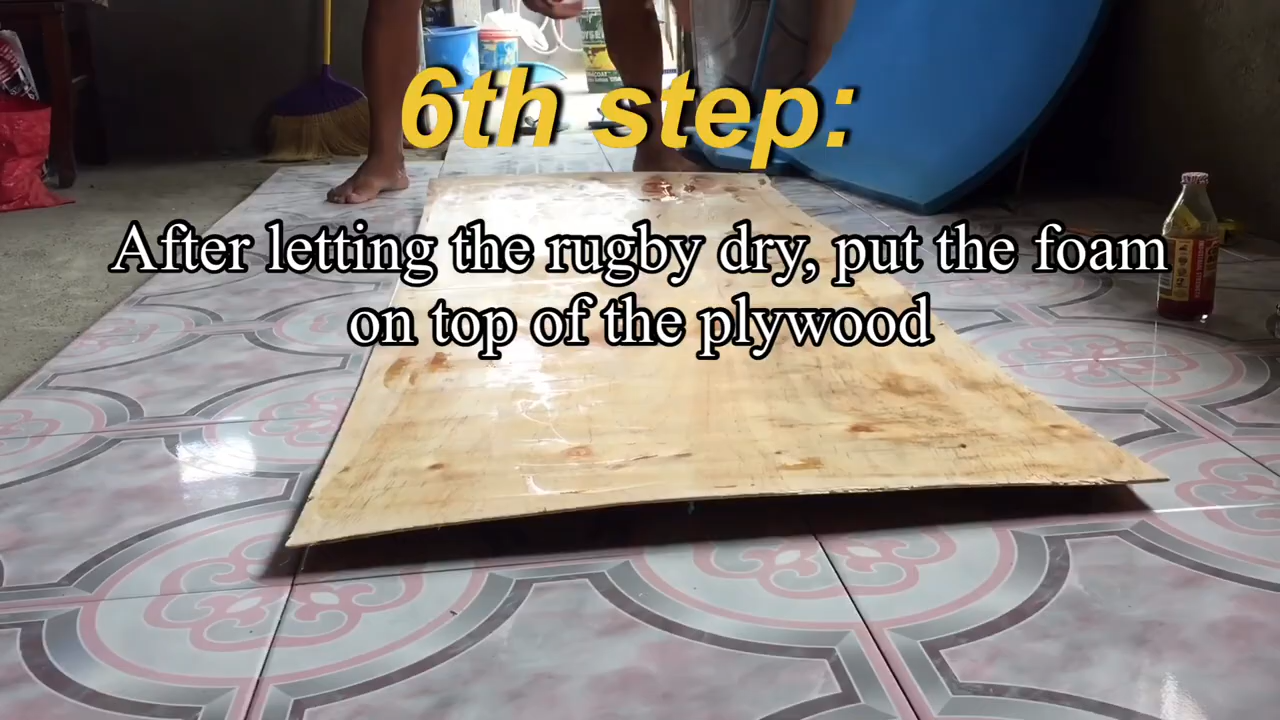 6th step:
After letting the rugby dry, put the foam
on top of the plywood